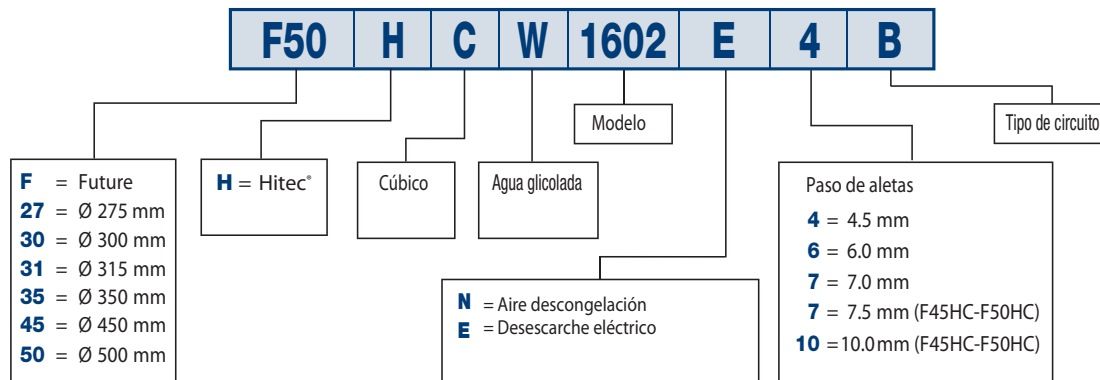 F50 H C W 1602 E 4 B
Modelo
Tipo de circuito
F = Future
27 = Ø 275 mm
30 = Ø 300 mm
31 = Ø 315 mm
35 = Ø 350 mm
45 = Ø 450 mm
50 = Ø 500 mm
H = Hitec®
Cúbico
Agua glicolada
N = Aire descongelación
E = Desescarche eléctrico
Paso de aletas
4 = 4.5 mm
6 = 6.0 mm
7 = 7.0 mm
7 = 7.5 mm (F45HC-F50HC)
10 = 10.0 mm (F45HC-F50HC)